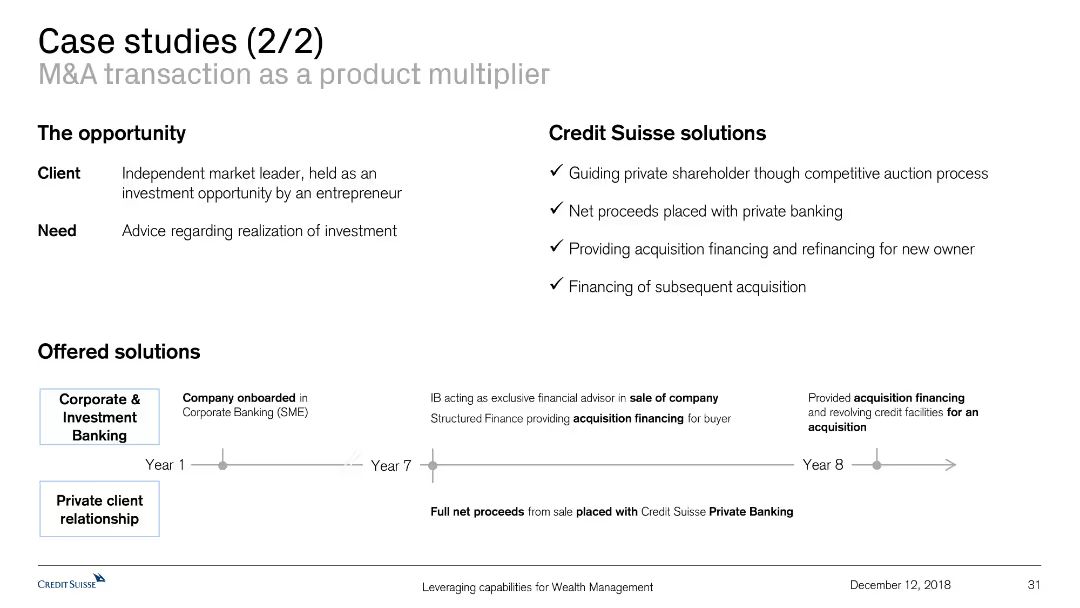 Case studies (2/2)
M&A transaction as a product multiplier
The opportunity
Client
Independent market leader, held as an
investment opportunity by an entrepreneur
Need
Advice regarding realization of investment
Credit Suisse solutions
✓ Guiding private shareholder though competitive auction process
✓ Net proceeds placed with private banking
✓ Providing acquisition financing and refinancing for new owner
✓ Financing of subsequent acquisition
Offered solutions
Corporate &
Investment
Banking
Company onboarded in
Corporate Banking (SME)
IB acting as exclusive financial advisor in sale of company
Structured Finance providing acquisition financing for buyer
Provided acquisition financing
and revolving credit facilities for an
acquisition
Year 1
Year 7
Year 8
Private client
relationship
Full net proceeds from sale placed with Credit Suisse Private Banking
CREDIT SUISSE
Leveraging capabilities for Wealth Management
December 12, 2018
31